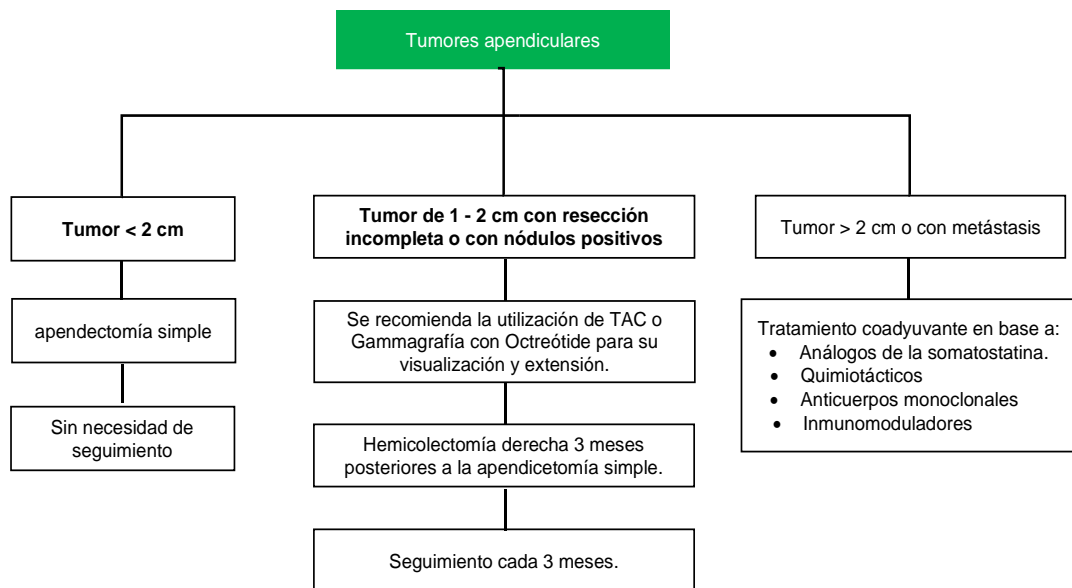 Tumores apendiculares
Tumor < 2 cm
apendectomía simple
Sin necesidad de
seguimiento
Tumor de 1 - 2 cm con resección
incompleta o con nódulos positivos
Se recomienda la utilización de TAC o
Gammagrafía con Octreótide para su
visualización y extensión.
Hemicolectomía derecha 3 meses
posteriores a la apendicetomía simple.
Seguimiento cada 3 meses.
Tumor > 2 cm o con metástasis
Tratamiento coadyuvante en base a:
• Análogos de la somatostatina.
• Quimiotácticos
• Anticuerpos monoclonales
• Inmunomoduladores